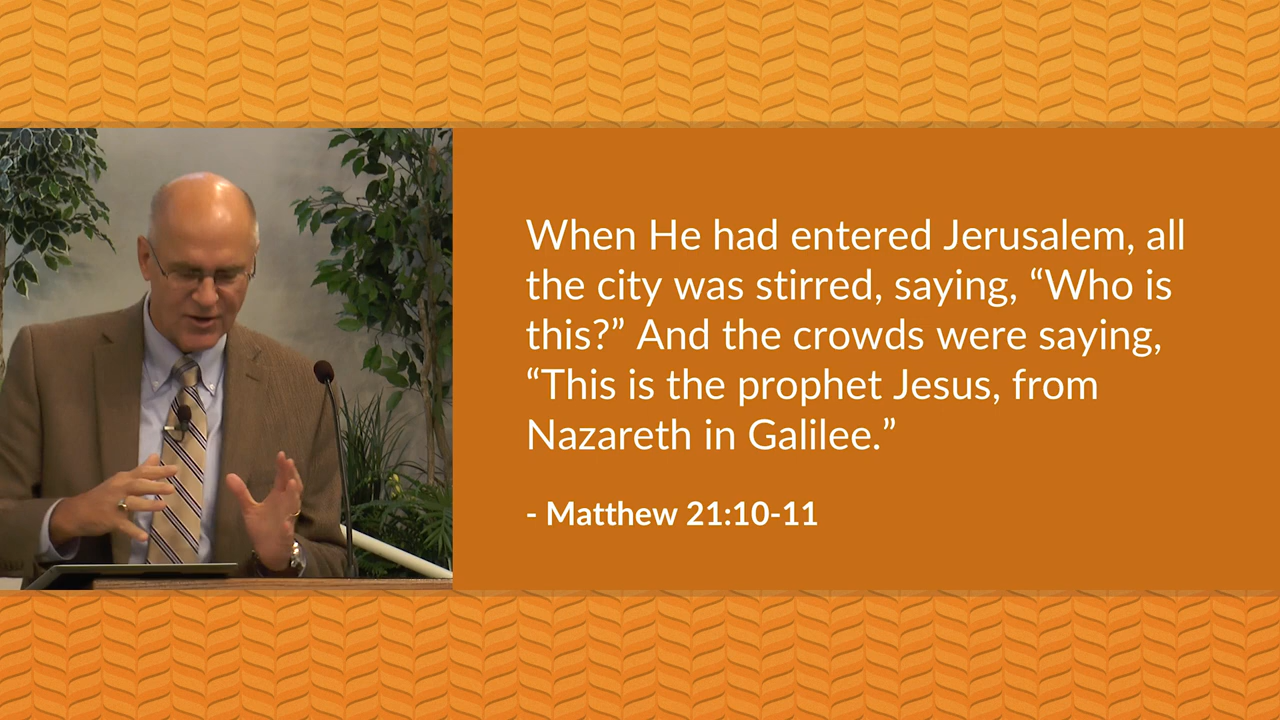 When He had entered Jerusalem, all
the city was stirred, saying, “Who is
this?” And the crowds were saying,
“This is the prophet Jesus, from
Nazareth in Galilee.”
- Matthew 21:10-11